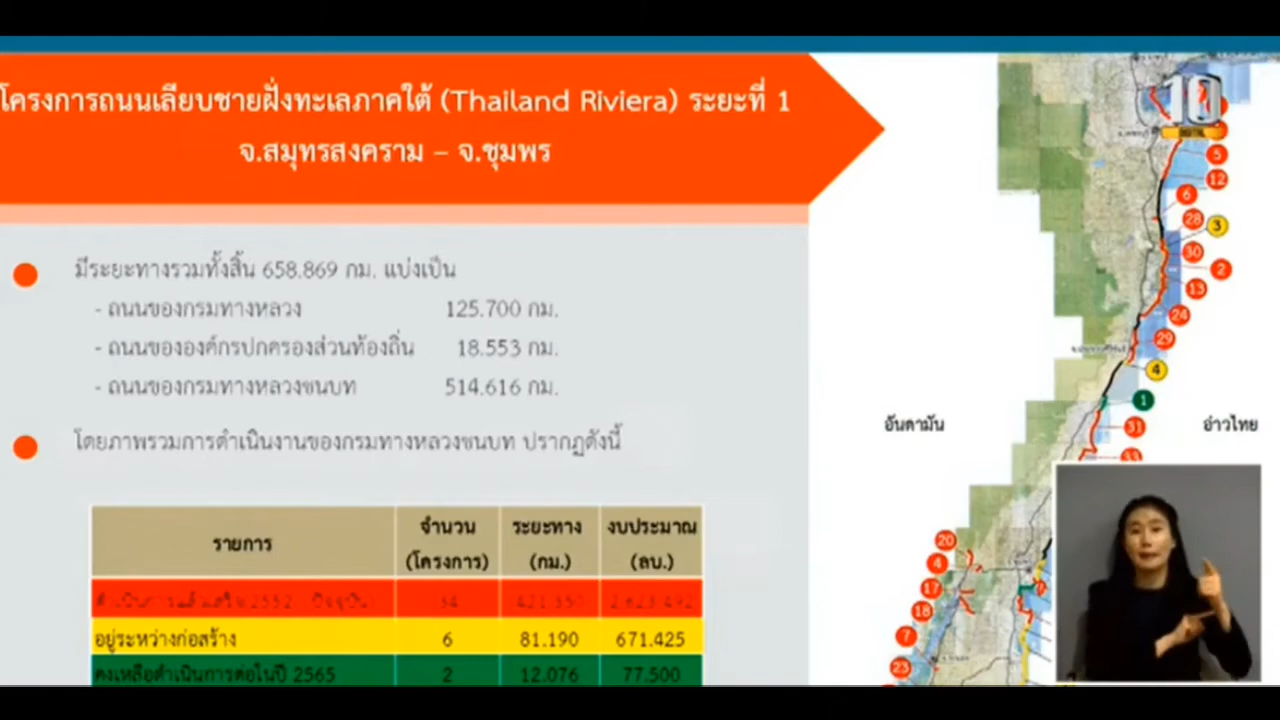 โครงการถนนเลียบชายฝั่งทะเลภาคใต้ (Thailand Riviera) ระยะที่ 1
จ.สมุทรสงคราม – จ.ชุมพร
มีระยะทางรวมทั้งสิ้น 658.869 กม. แบ่งเป็น
- ถนนของกรมทางหลวง 125.700 กม.
- ถนนขององค์กรปกครองส่วนท้องถิ่น 18.553 กม.
- ถนนของกรมทางหลวงชนบท 514.616 กม.
โดยภาพรวมการดำเนินงานของกรมทางหลวงชนบท ปรากฏดังนี้
รายการ จำนวน (โครงการ) ระยะทาง (กม.) งบประมาณ (ลบ.)
34 421.350 2,623.492
อยู่ระหว่างก่อสร้าง 6 81.190 671.425
คงเหลือดำเนินการต่อในปี 2565 2 12.076 77.500
10
DIGITAL
5
12
6
28
3
30
2
13
24
29
4
1
อันดามัน
อ่าวไทย
31
33
20
4
17
18
7
23